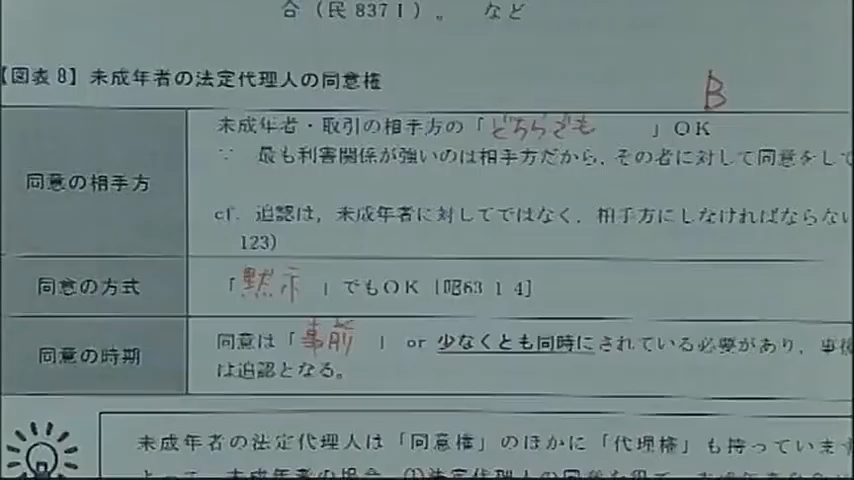 合（民 837Ⅰ）。 など
【図表 8】未成年者の法定代理人の同意権
B
同意の相手方
未成年者・取引の相手方の「どちらでも」ＯＫ
∵ 最も利害関係が強いのは相手方だから，その者に対して同意をして
cf. 追認は，未成年者に対してではなく，相手方にしなければならない
123）
同意の方式
「黙示」でもＯＫ［昭63 1 4］
同意の時期
同意は「事前」 or 少なくとも同時にされている必要があり，事後
は追認となる。
未成年者の法定代理人は「同意権」のほかに「代理権」も持っています